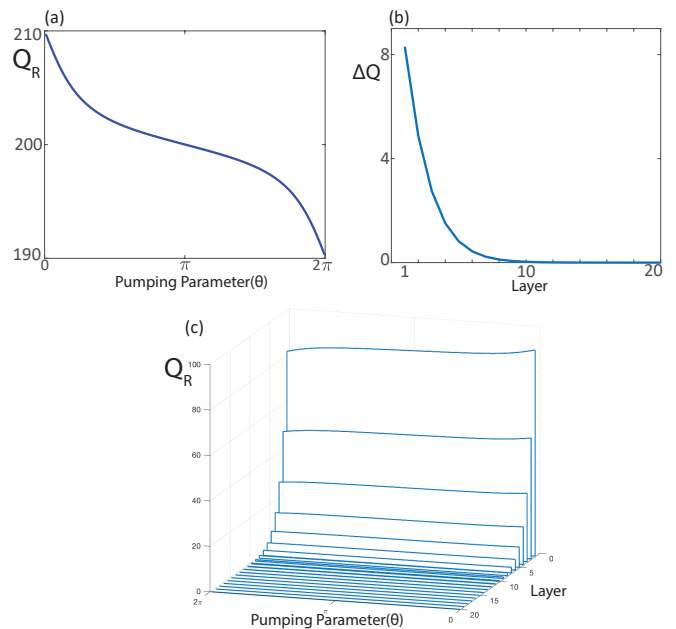 (a)
210
Q_R
200
190
0 π 2π
Pumping Parameter(θ)
(b)
8
ΔQ
4
0
1 10 20
Layer
(c)
Q_R
100
80
60
40
20
0
2π π 0
Pumping Parameter(θ)
0
5
10
15
20
Layer